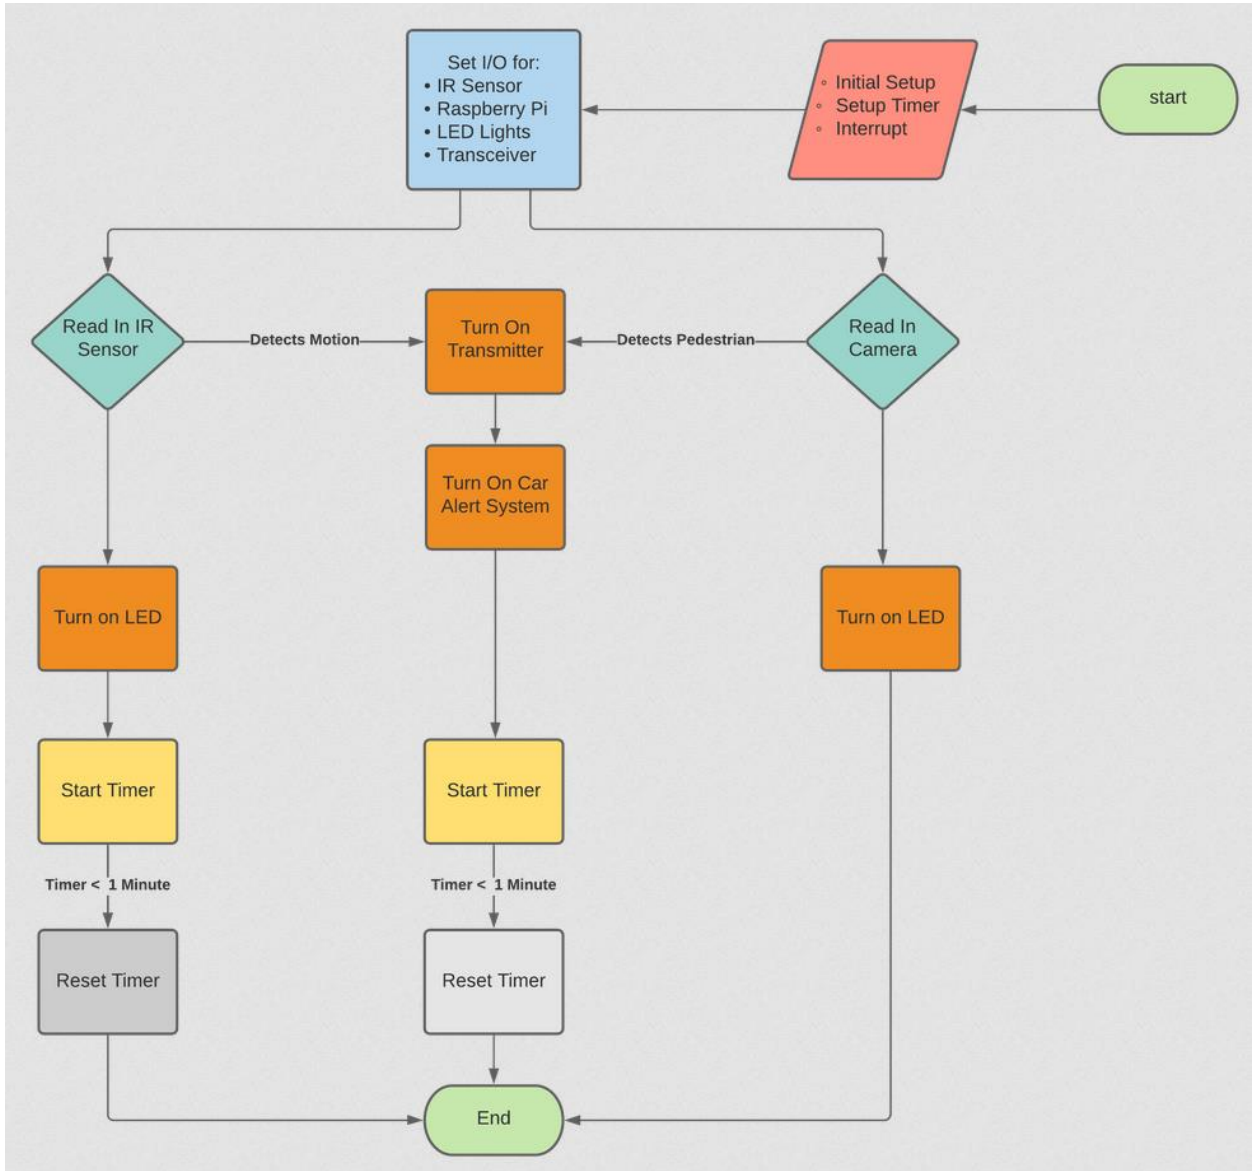 Set I/O for:
• IR Sensor
• Raspberry Pi
• LED Lights
• Transceiver
◦ Initial Setup
◦ Setup Timer
◦ Interrupt
start
Read In IR
Sensor
Detects Motion
Turn On
Transmitter
Detects Pedestrian
Read In
Camera
Turn On Car
Alert System
Turn on LED
Turn on LED
Start Timer
Start Timer
Timer < 1 Minute
Timer < 1 Minute
Reset Timer
Reset Timer
End